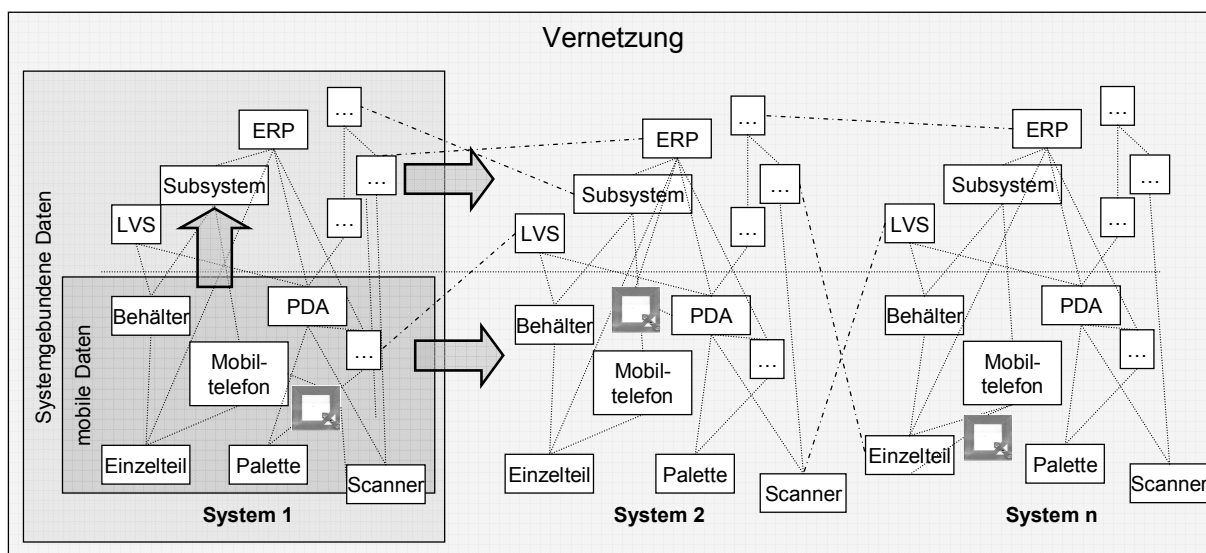 Vernetzung
Systemgebundene Daten
mobile Daten
...
ERP
...
Subsystem
...
LVS
Behälter
PDA
...
Mobil-
telefon
Einzelteil
Palette
Scanner
System 1
...
ERP
...
Subsystem
...
LVS
Behälter
PDA
...
Mobil-
telefon
Einzelteil
Palette
Scanner
System 2
...
ERP
...
Subsystem
...
LVS
Behälter
PDA
...
Mobil-
telefon
Einzelteil
Palette
Scanner
System n